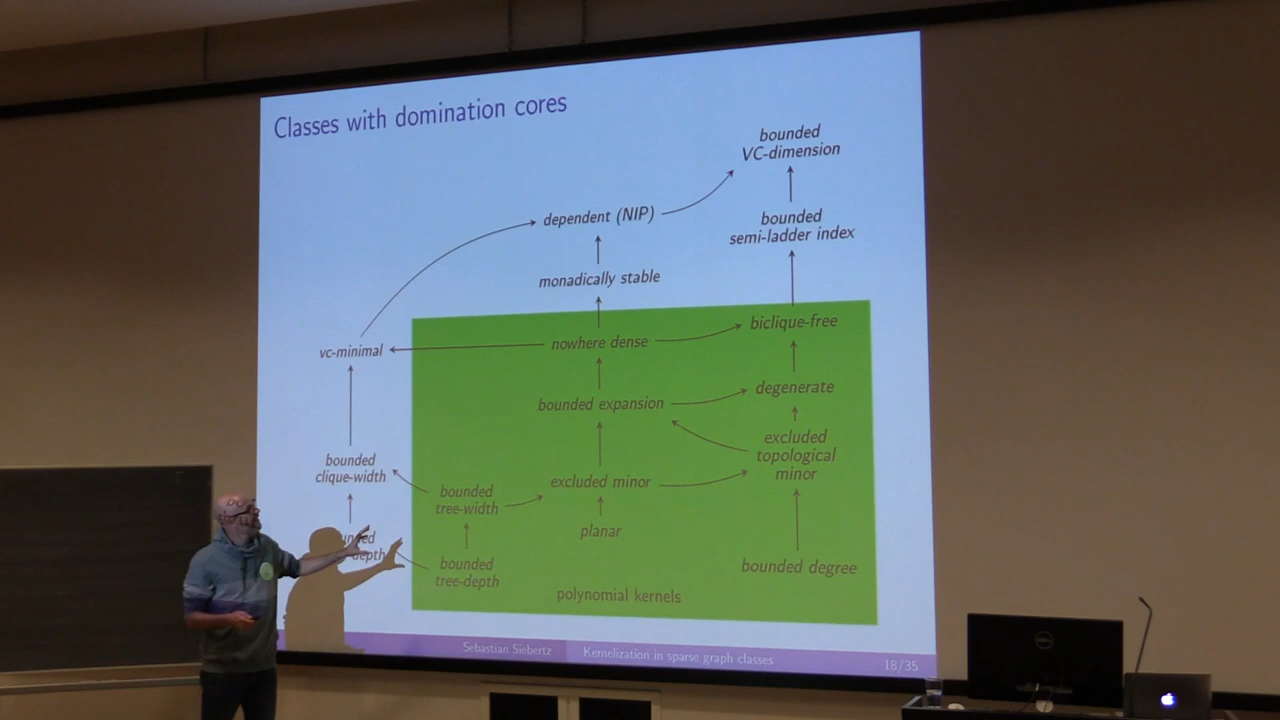 Classes with domination cores
bounded
VC-dimension
dependent (NIP)
bounded
semi-ladder index
monadically stable
biclique-free
nowhere dense
vc-minimal
degenerate
bounded expansion
excluded
topological
minor
bounded
clique-width
excluded minor
bounded
tree-width
planar
bounded degree
bounded
tree-depth
polynomial kernels
Sebastian Siebertz
Kernelization in sparse graph classes
18/35
DELL